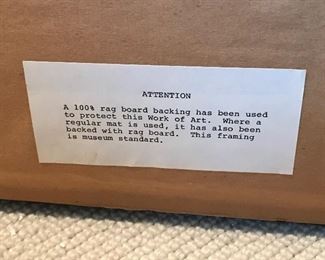 ATTENTION
A 100% rag board backing has been used
to protect this Work of Art. Where a
regular mat is used, it has also been
backed with rag board. This framing
is museum standard.